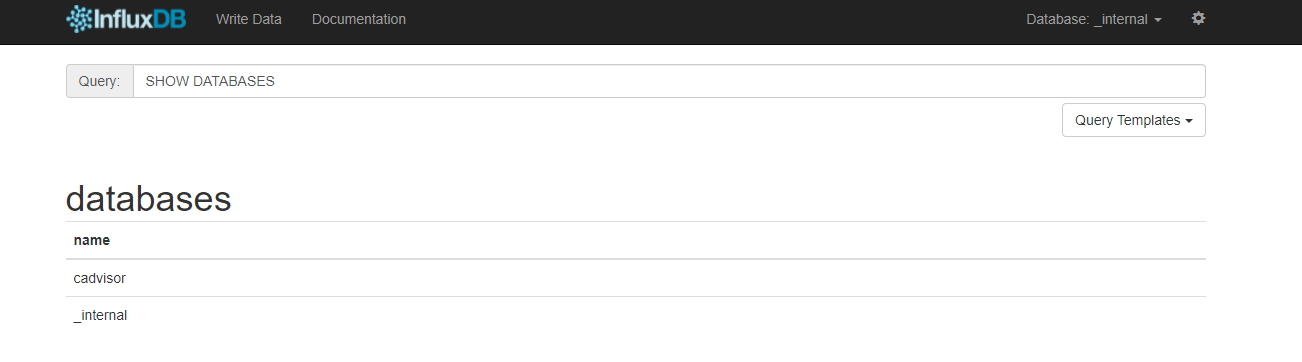 InfluxDB Write Data Documentation Database: _internal
Query: SHOW DATABASES
Query Templates
databases
name
cadvisor
_internal